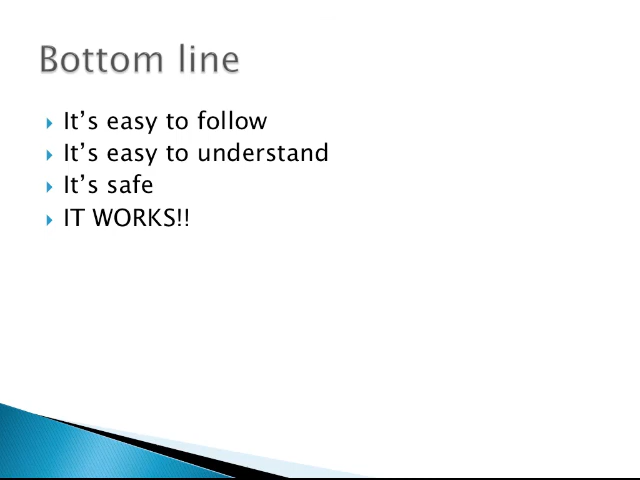 Bottom line
It’s easy to follow
It’s easy to understand
It’s safe
IT WORKS!!